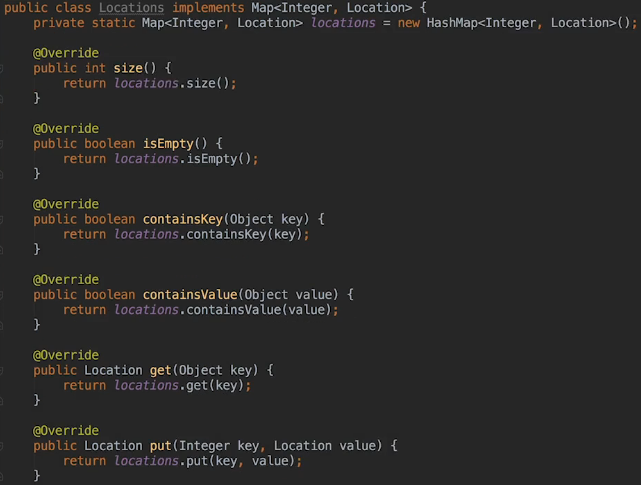 public class Locations implements Map<Integer, Location> {
    private static Map<Integer, Location> locations = new HashMap<Integer, Location>();
    @Override
    public int size() {
        return locations.size();
    }
    @Override
    public boolean isEmpty() {
        return locations.isEmpty();
    }
    @Override
    public boolean containsKey(Object key) {
        return locations.containsKey(key);
    }
    @Override
    public boolean containsValue(Object value) {
        return locations.containsValue(value);
    }
    @Override
    public Location get(Object key) {
        return locations.get(key);
    }
    @Override
    public Location put(Integer key, Location value) {
        return locations.put(key, value);
    }